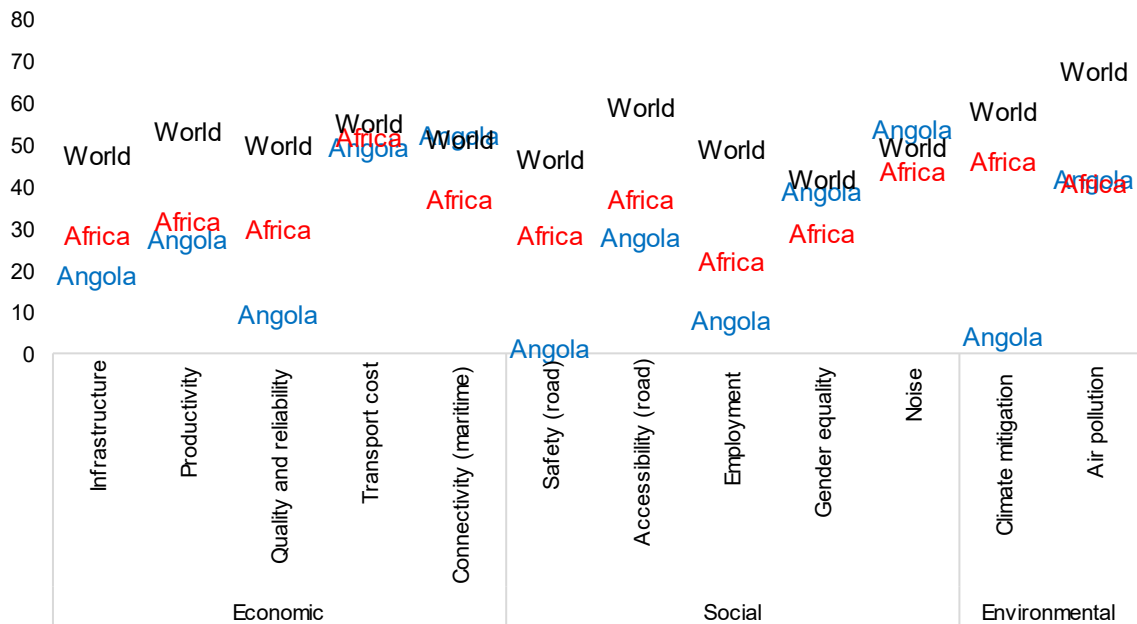 80
70
60
50
40
30
20
10
0
World
Africa
Angola
World
Africa
Angola
World
Africa
Angola
World
Africa
Angola
Angola
World
Africa
World
Africa
Angola
World
Africa
Angola
World
Africa
Angola
World
Angola
Africa
Angola
World
Africa
World
Africa
Angola
World
Angola
Africa
Infrastructure
Productivity
Quality and reliability
Transport cost
Connectivity (maritime)
Safety (road)
Accessibility (road)
Employment
Gender equality
Noise
Climate mitigation
Air pollution
Economic
Social
Environmental